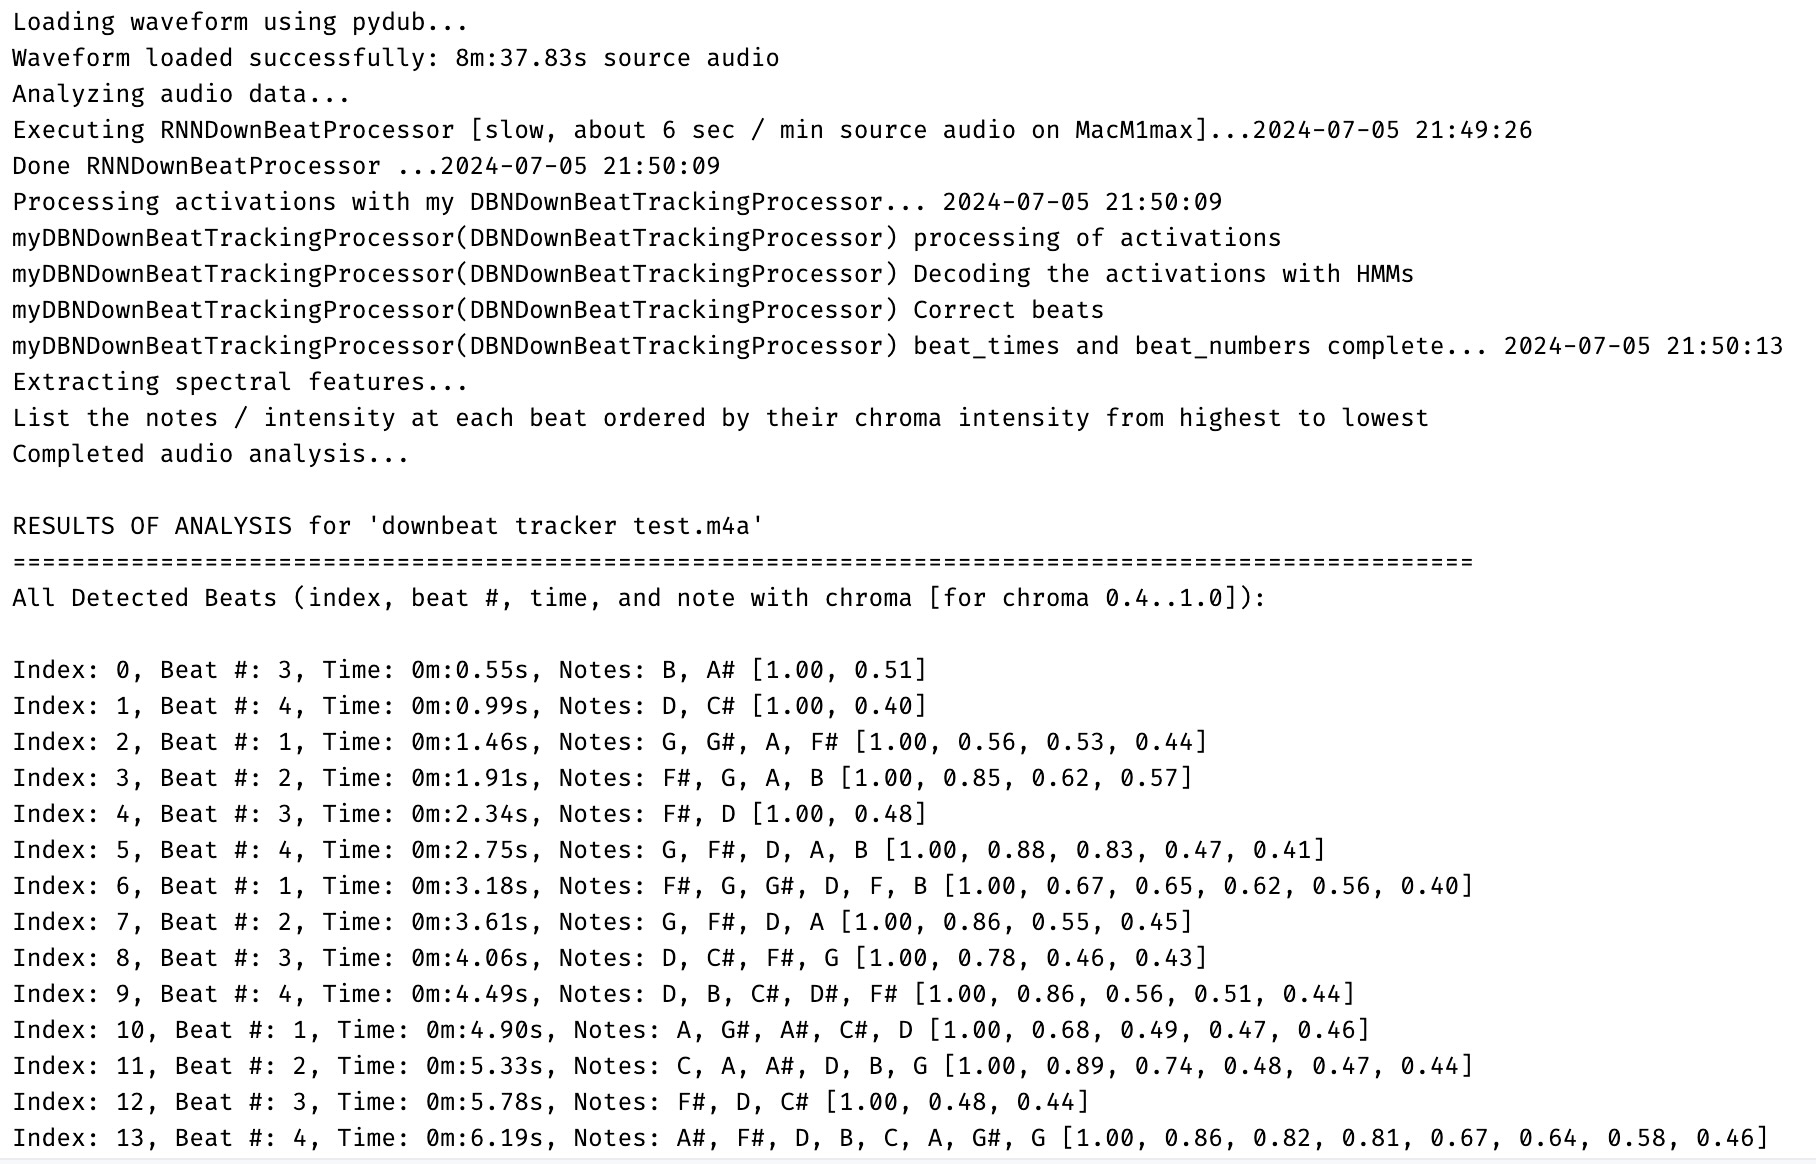 Loading waveform using pydub...
Waveform loaded successfully: 8m:37.83s source audio
Analyzing audio data...
Executing RNNDownBeatProcessor [slow, about 6 sec / min source audio on MacM1max]...2024-07-05 21:49:26
Done RNNDownBeatProcessor ...2024-07-05 21:50:09
Processing activations with my DBNDownBeatTrackingProcessor... 2024-07-05 21:50:09
myDBNDownBeatTrackingProcessor(DBNDownBeatTrackingProcessor) processing of activations
myDBNDownBeatTrackingProcessor(DBNDownBeatTrackingProcessor) Decoding the activations with HMMs
myDBNDownBeatTrackingProcessor(DBNDownBeatTrackingProcessor) Correct beats
myDBNDownBeatTrackingProcessor(DBNDownBeatTrackingProcessor) beat_times and beat_numbers complete... 2024-07-05 21:50:13
Extracting spectral features...
List the notes / intensity at each beat ordered by their chroma intensity from highest to lowest
Completed audio analysis...
RESULTS OF ANALYSIS for 'downbeat tracker test.m4a'
===================================================================================================
All Detected Beats (index, beat #, time, and note with chroma [for chroma 0.4..1.0]):
Index: 0, Beat #: 3, Time: 0m:0.55s, Notes: B, A# [1.00, 0.51]
Index: 1, Beat #: 4, Time: 0m:0.99s, Notes: D, C# [1.00, 0.40]
Index: 2, Beat #: 1, Time: 0m:1.46s, Notes: G, G#, A, F# [1.00, 0.56, 0.53, 0.44]
Index: 3, Beat #: 2, Time: 0m:1.91s, Notes: F#, G, A, B [1.00, 0.85, 0.62, 0.57]
Index: 4, Beat #: 3, Time: 0m:2.34s, Notes: F#, D [1.00, 0.48]
Index: 5, Beat #: 4, Time: 0m:2.75s, Notes: G, F#, D, A, B [1.00, 0.88, 0.83, 0.47, 0.41]
Index: 6, Beat #: 1, Time: 0m:3.18s, Notes: F#, G, G#, D, F, B [1.00, 0.67, 0.65, 0.62, 0.56, 0.40]
Index: 7, Beat #: 2, Time: 0m:3.61s, Notes: G, F#, D, A [1.00, 0.86, 0.55, 0.45]
Index: 8, Beat #: 3, Time: 0m:4.06s, Notes: D, C#, F#, G [1.00, 0.78, 0.46, 0.43]
Index: 9, Beat #: 4, Time: 0m:4.49s, Notes: D, B, C#, D#, F# [1.00, 0.86, 0.56, 0.51, 0.44]
Index: 10, Beat #: 1, Time: 0m:4.90s, Notes: A, G#, A#, C#, D [1.00, 0.68, 0.49, 0.47, 0.46]
Index: 11, Beat #: 2, Time: 0m:5.33s, Notes: C, A, A#, D, B, G [1.00, 0.89, 0.74, 0.48, 0.47, 0.44]
Index: 12, Beat #: 3, Time: 0m:5.78s, Notes: F#, D, C# [1.00, 0.48, 0.44]
Index: 13, Beat #: 4, Time: 0m:6.19s, Notes: A#, F#, D, B, C, A, G#, G [1.00, 0.86, 0.82, 0.81, 0.67, 0.64, 0.58, 0.46]